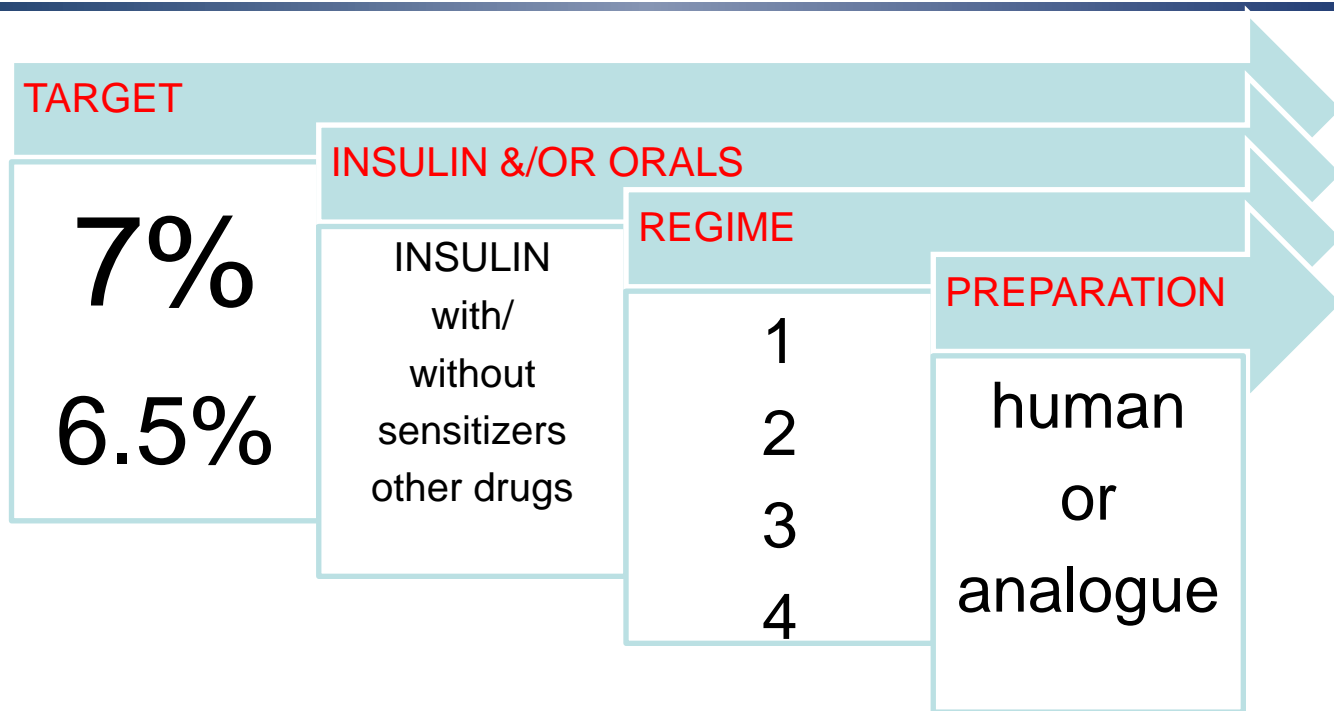 TARGET
7%
6.5%
INSULIN &/OR ORALS
INSULIN
with/
without
sensitizers
other drugs
REGIME
1
2
3
4
PREPARATION
human
or
analogue